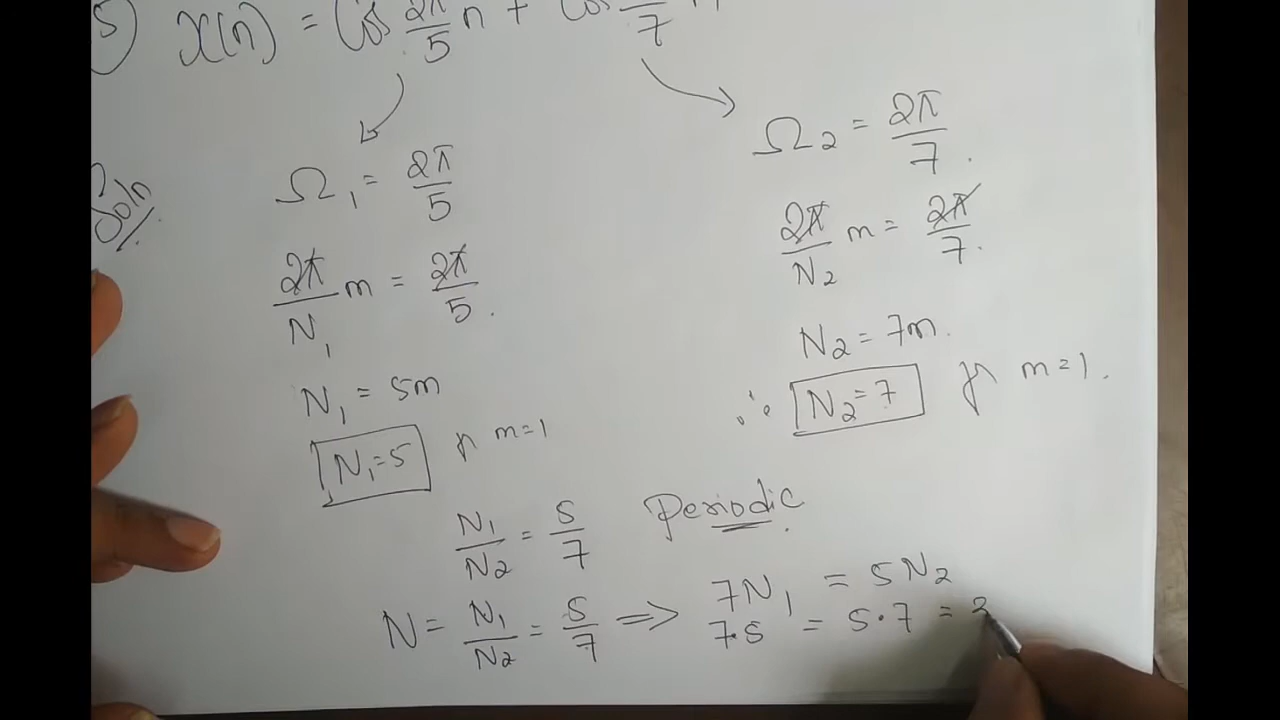 5) x(n) = Cos 2π/5 n + Cos /7
Soln
Ω₁ = 2π/5
2π/N₁ m = 2π/5.
N₁ = 5m
N₁=5 for m=1
Ω₂ = 2π/7.
2π/N₂ m = 2π/7.
N₂ = 7m.
∴ N₂=7 for m=1.
N₁/N₂ = 5/7 Periodic.
N = N₁/N₂ = 5/7 ⇒ 7N₁ = 5N₂
7·5 = 5·7 = 3